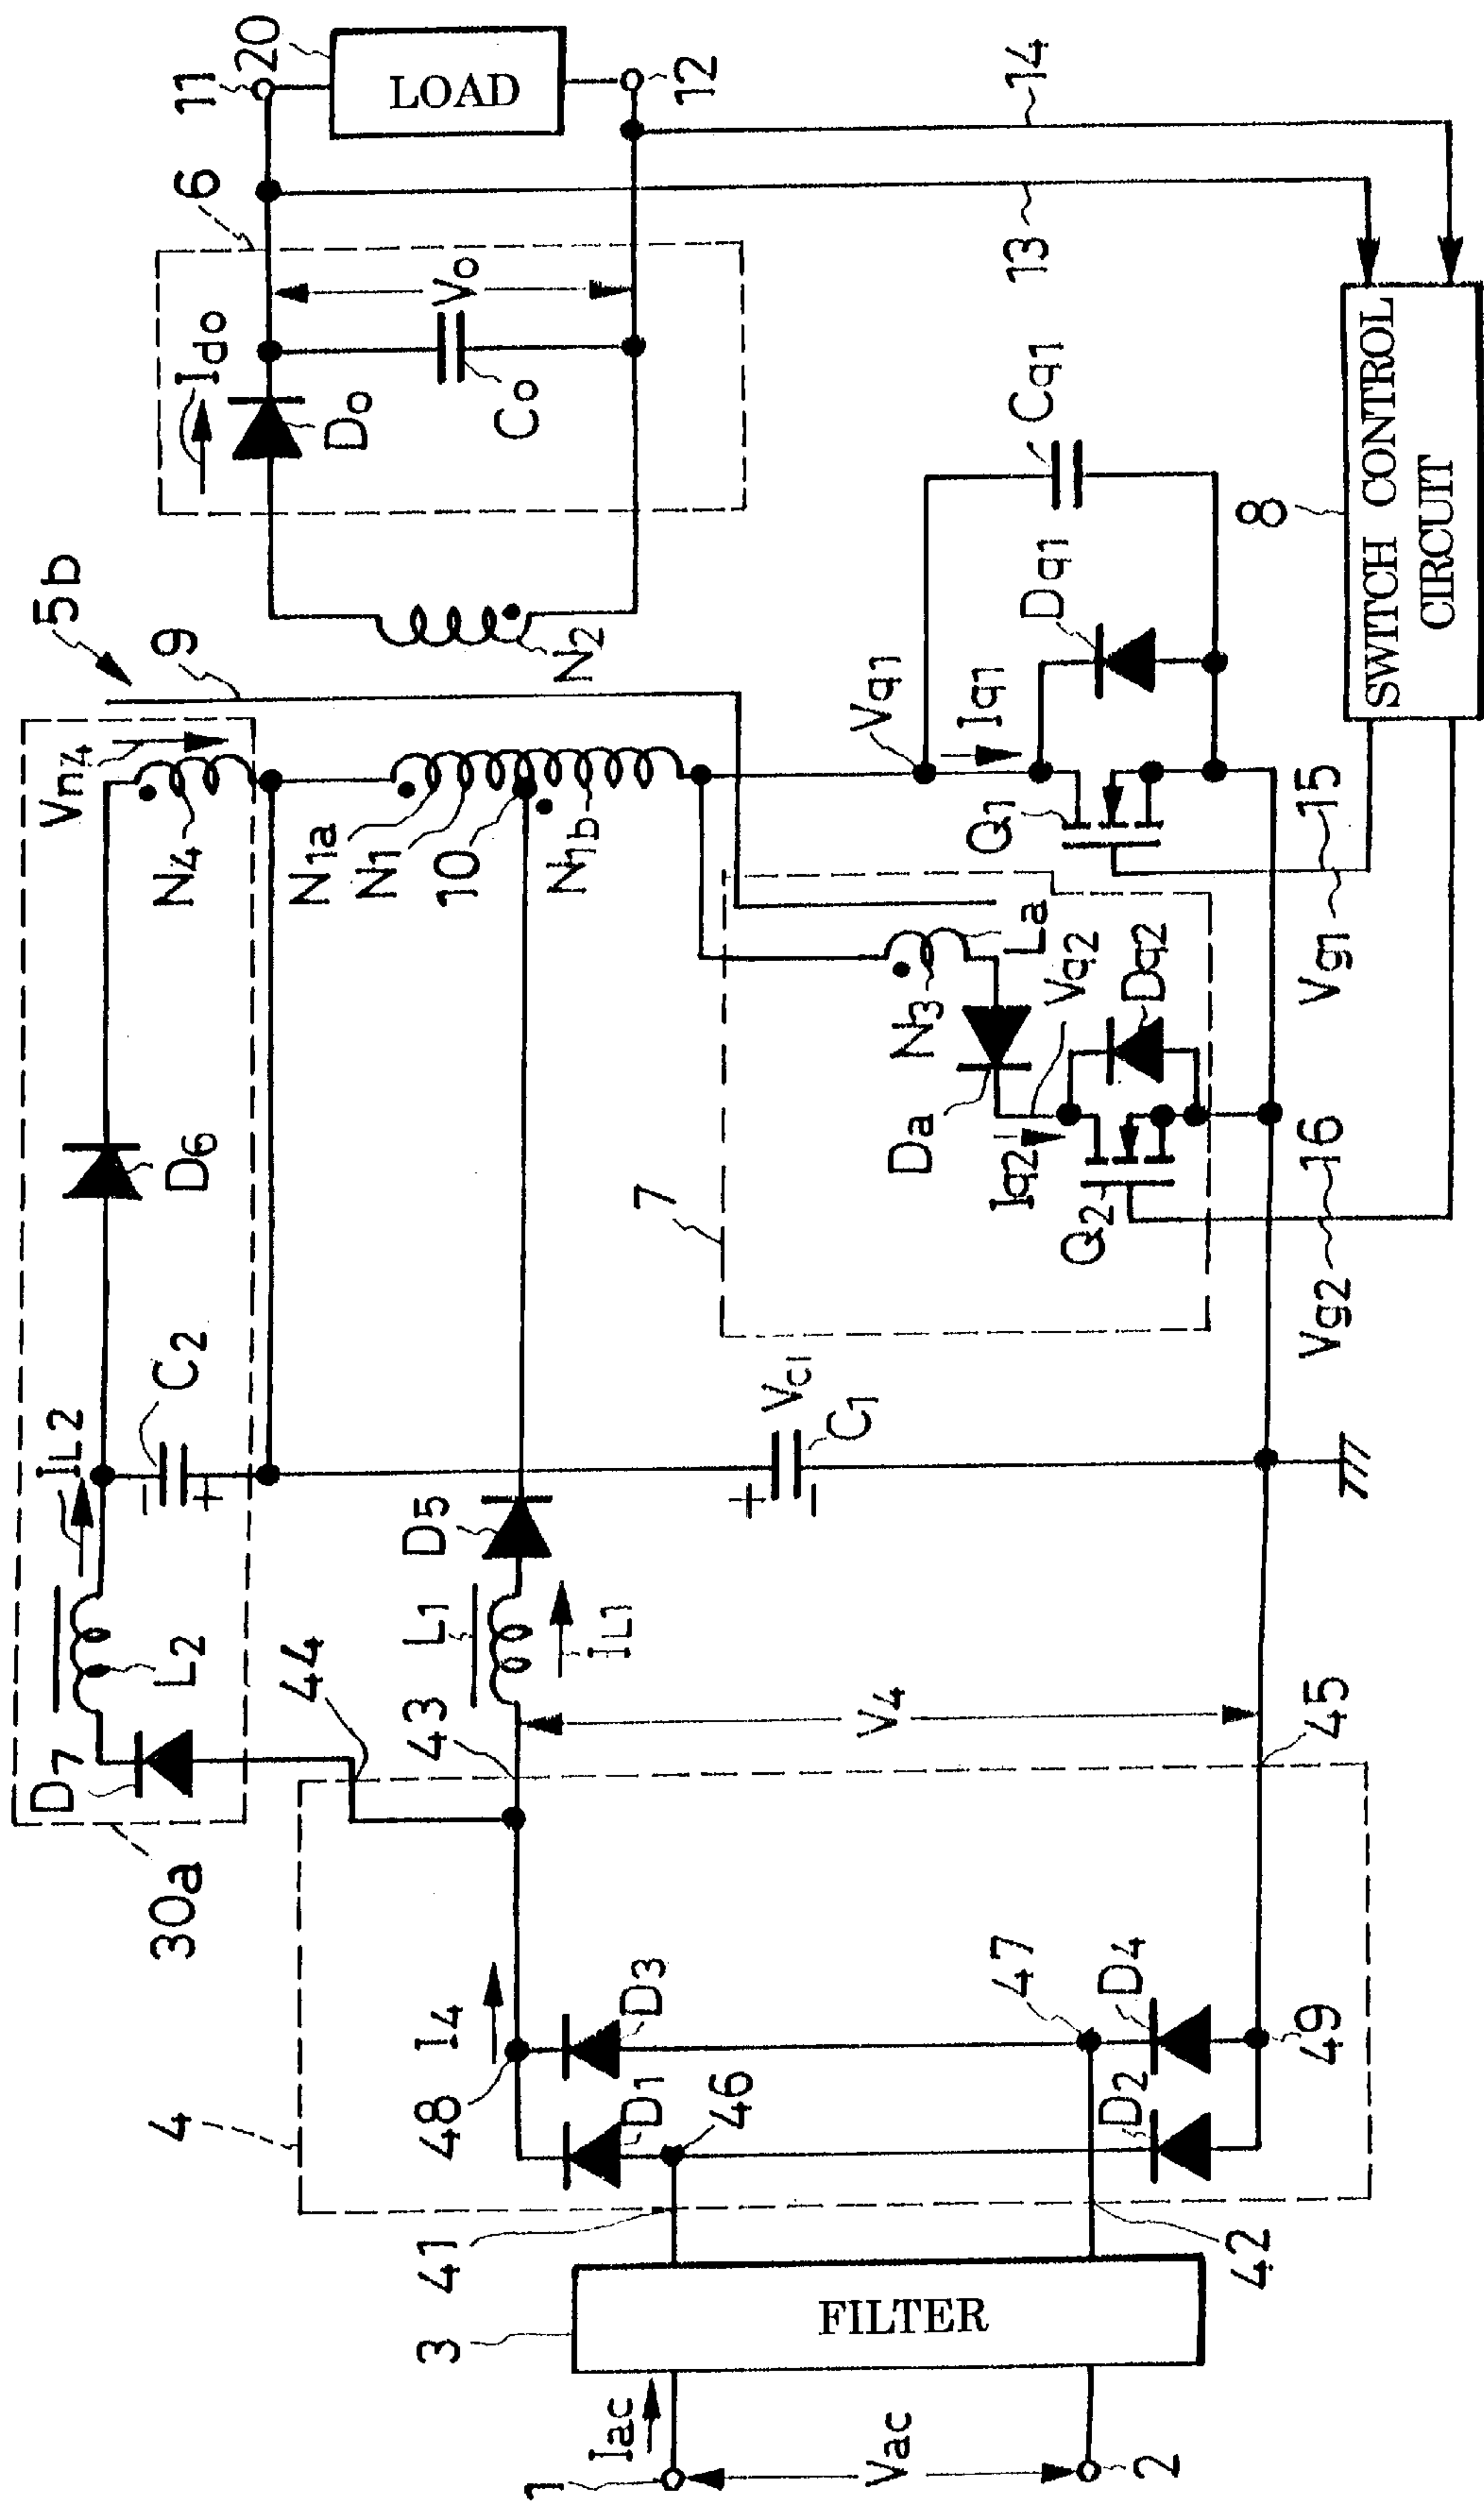 11
20
LOAD
12
14
13
6
Ido
Do
Co
Vo
5b
9
N2
Vn4
N4
N1a
N1
10
N1b
Vq1
Iq1
Dq1
Cq1
Q1
8
SWITCH CONTROL
CIRCUIT
15
Vg1
La
N3
Da
Vq2
Dq2
Iq2
Q2
7
16
Vg2
D6
C2
IL2
L2
D7
30a
44
D5
L1
IL1
43
+
-
+
-
Vc1
C1
V4
45
4
I4
48
D3
D1
46
47
D4
D2
49
41
42
3
FILTER
Iac
1
Vac
2